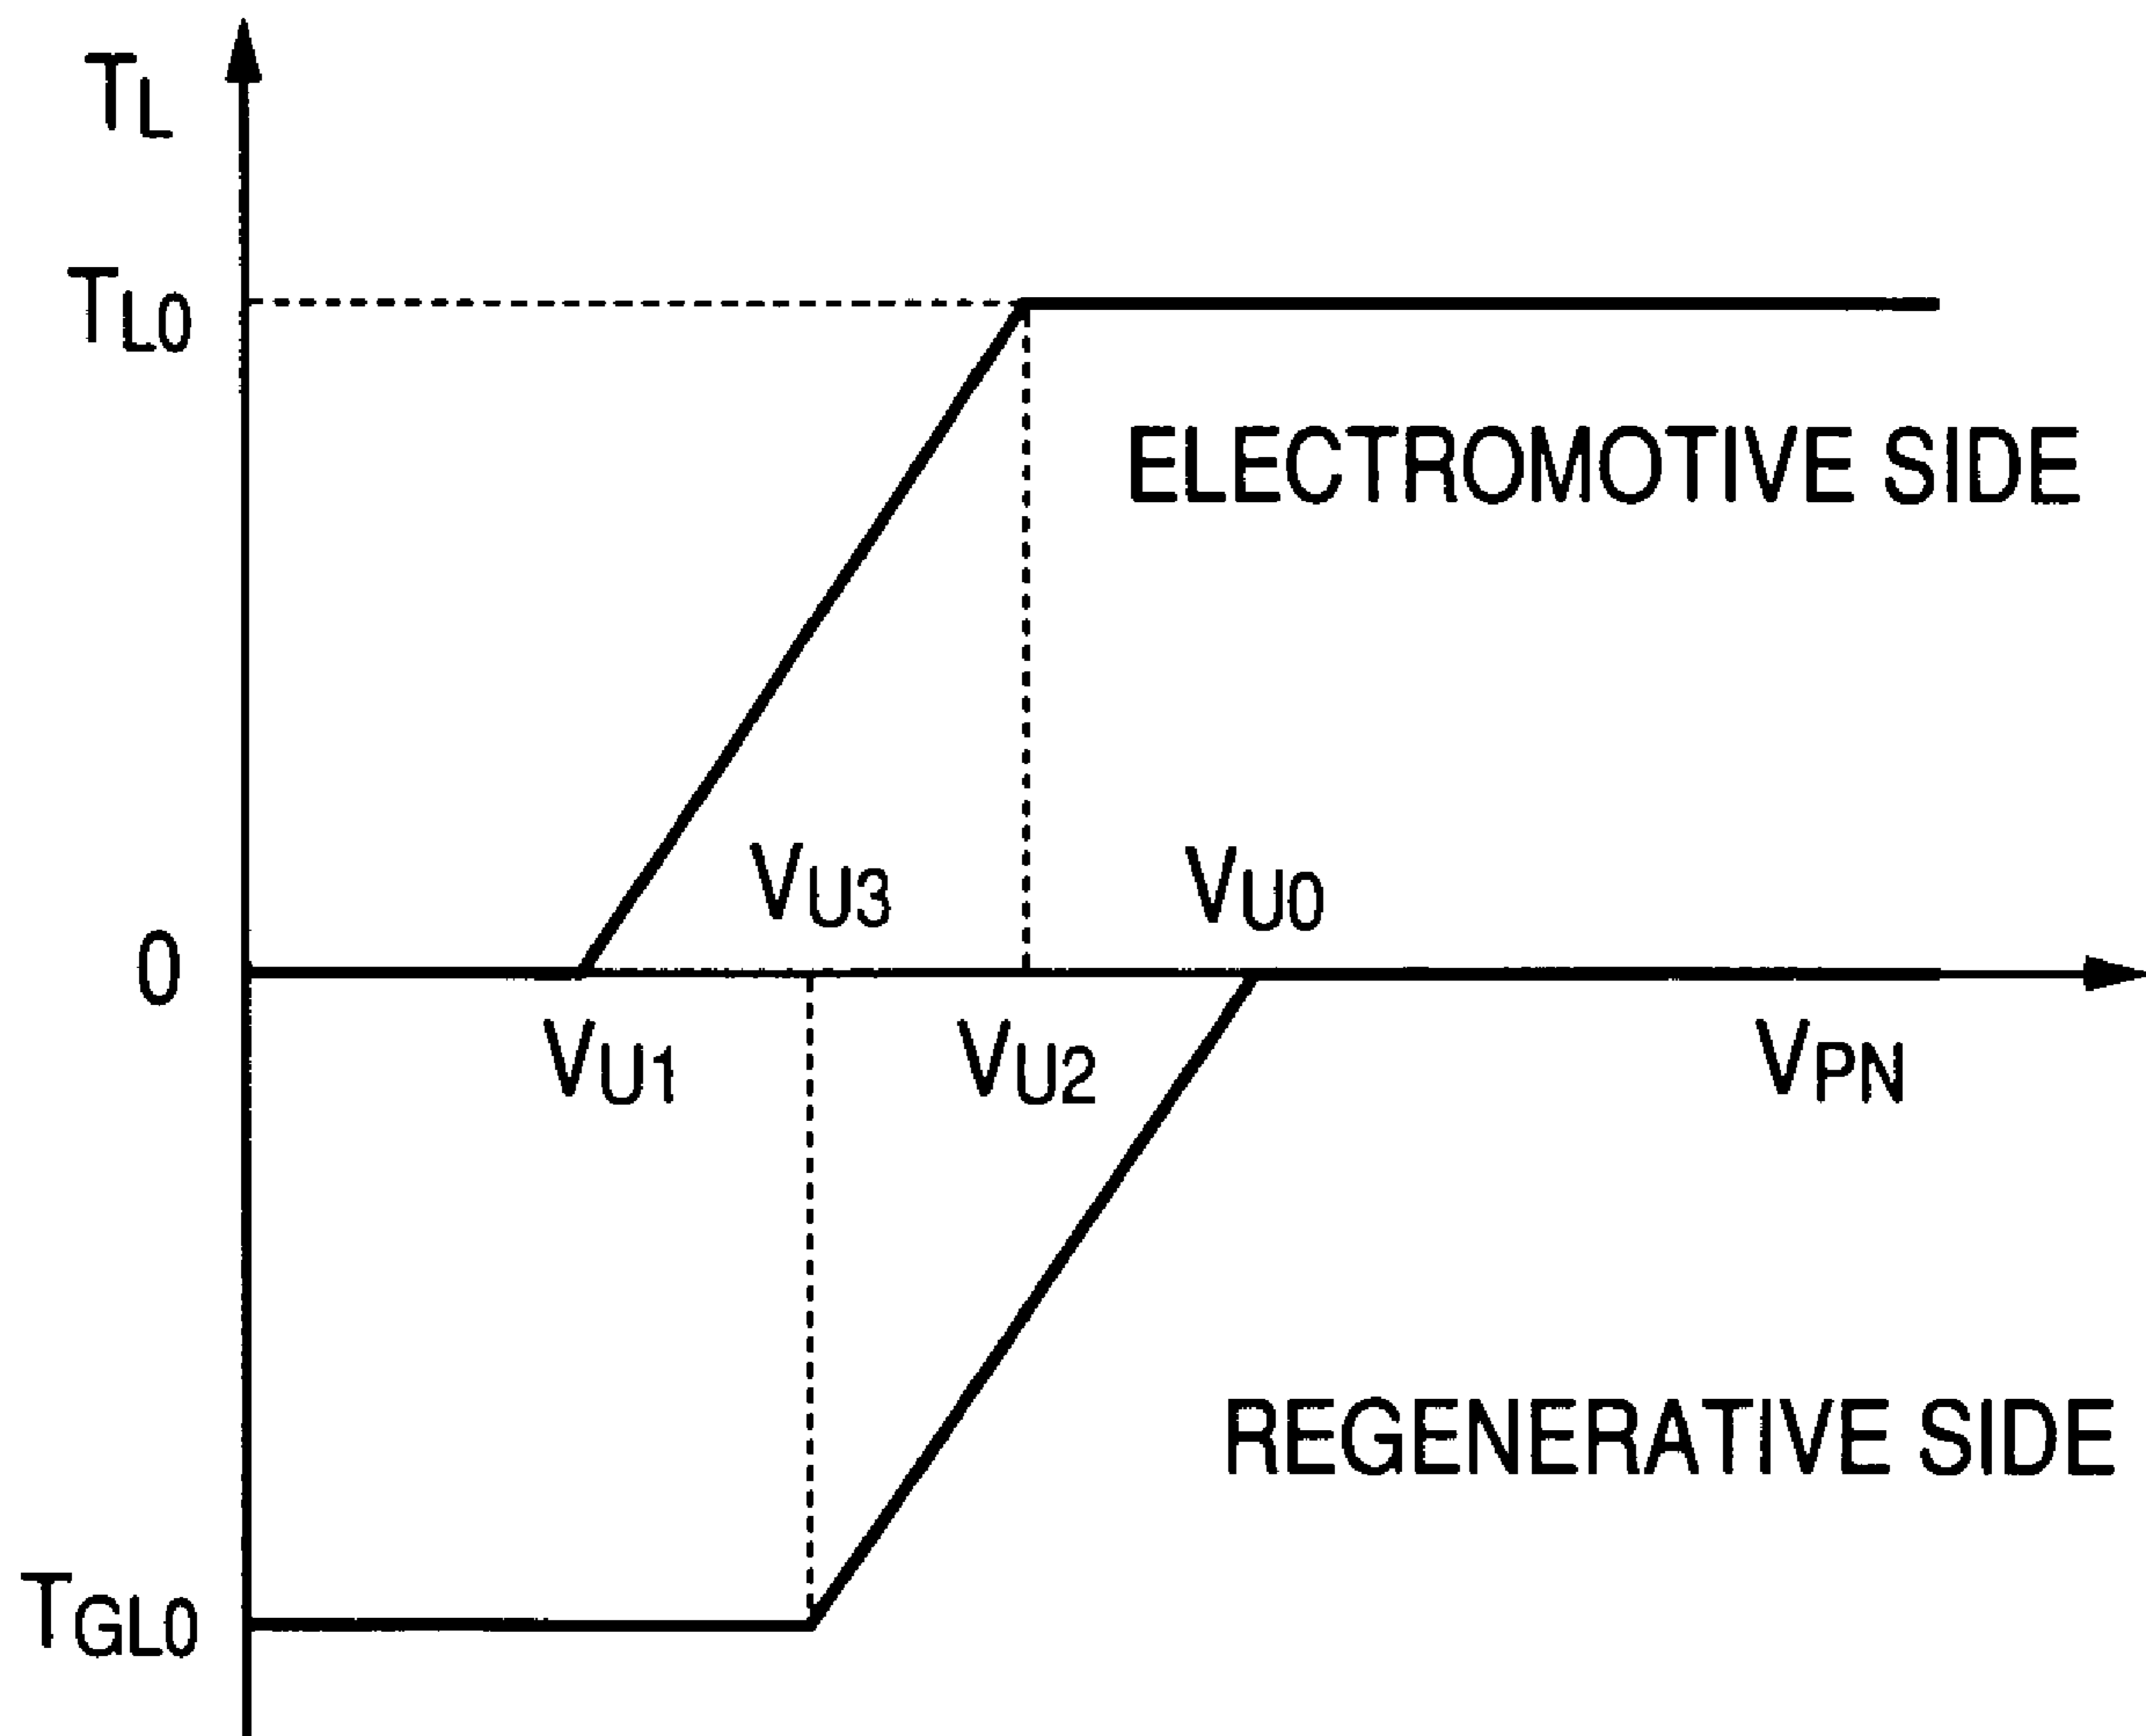 TL
TL0
ELECTROMOTIVE SIDE
VU3
VU0
0
VU1
VU2
VPN
REGENERATIVE SIDE
TGL0